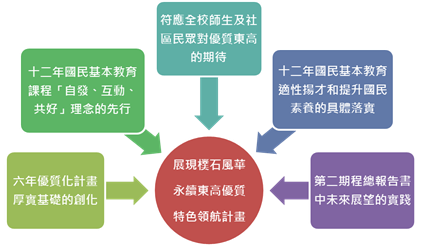 符應全校師生及社
區民眾對優質東高
的期待
十二年國民基本教育
課程「自發、互動、
共好」理念的先行
十二年國民基本教育
適性揚才和提升國民
素養的具體落實
六年優質化計畫
厚實基礎的創化
展現樸石風華
永續東高優質
特色領航計畫
第二期程總報告書
中未來展望的實踐